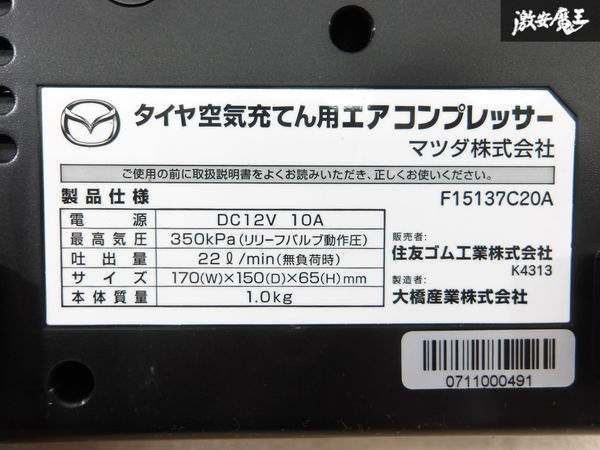 激安魔王
タイヤ空気充てん用エアコンプレッサー
マツダ株式会社
ご使用の前に取扱説明書をよくお読みいただき、正しくお使いください。
製品仕様
F15137C20A
電源 DC12V 10A
最高気圧 350kPa(リリーフバルブ動作圧)
吐出量 22ℓ/min(無負荷時)
サイズ 170(W)×150(D)×65(H)mm
本体質量 1.0kg
販売者:
住友ゴム工業株式会社
K4313
製造者:
大橋産業株式会社
0711000491